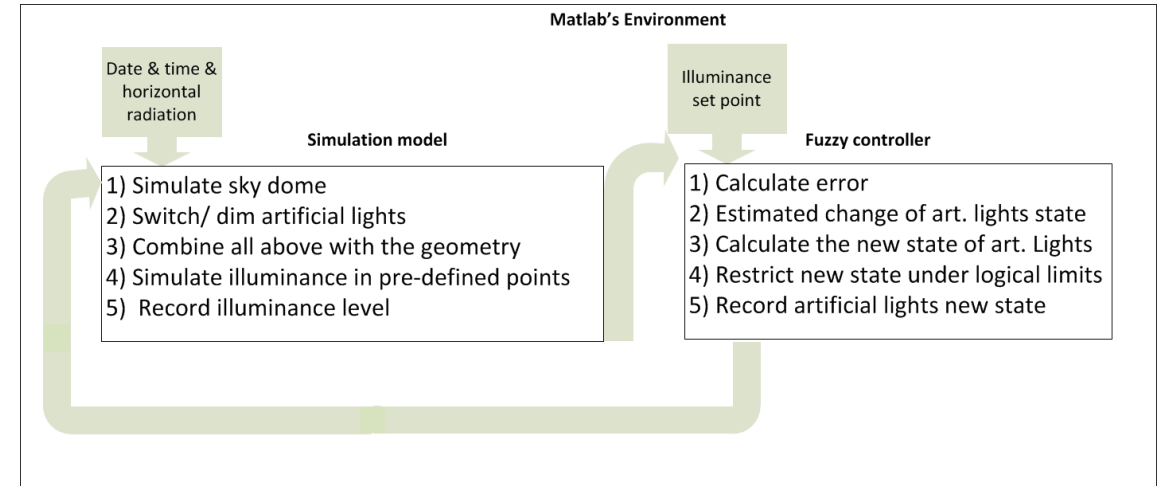 Matlab's Environment
Date & time &
horizontal
radiation
Simulation model
1) Simulate sky dome
2) Switch/ dim artificial lights
3) Combine all above with the geometry
4) Simulate illuminance in pre-defined points
5)  Record illuminance level
Illuminance
set point
Fuzzy controller
1) Calculate error
2) Estimated change of art. lights state
3) Calculate the new state of art. Lights
4) Restrict new state under logical limits
5) Record artificial lights new state